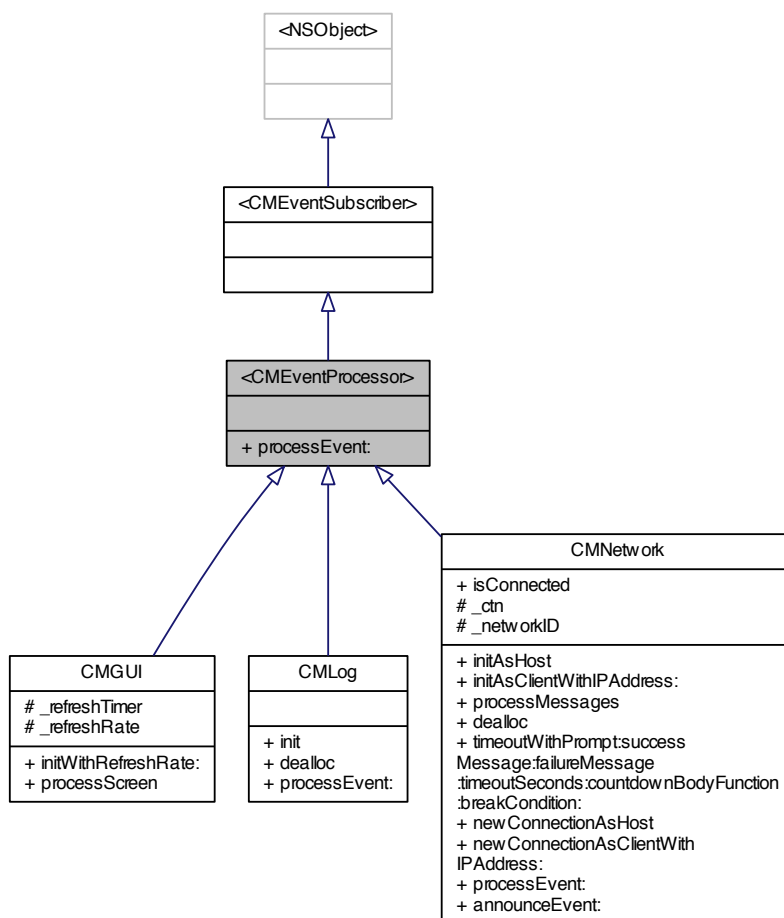 <NSObject>
<CMEventSubscriber>
<CMEventProcessor>
+ processEvent:
CMGUI
# _refreshTimer
# _refreshRate
+ initWithRefreshRate:
+ processScreen
CMLog
+ init
+ dealloc
+ processEvent:
CMNetwork
+ isConnected
# _ctn
# _networkID
+ initAsHost
+ initAsClientWithIPAddress:
+ processMessages
+ dealloc
+ timeoutWithPrompt:success
Message:failureMessage
:timeoutSeconds:countdownBodyFunction
:breakCondition:
+ newConnectionAsHost
+ newConnectionAsClientWith
IPAddress:
+ processEvent:
+ announceEvent: